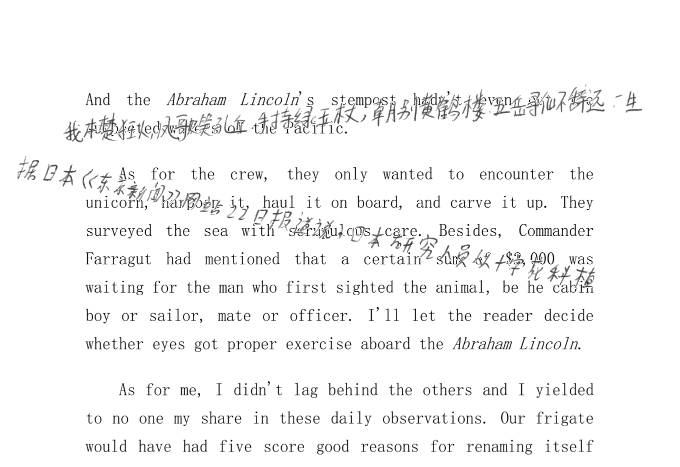 And the Abraham Lincoln's stempost hadn't even
我本楚狂人,凤歌笑孔丘。手持绿玉杖,朝别黄鹤楼。五岳寻仙不辞远,一生
suspected waters of the Pacific.
据日本《东京新闻》网站22日报道说,日本研究人员从十字花科植
As for the crew, they only wanted to encounter the
unicorn, harpoon it, haul it on board, and carve it up. They
surveyed the sea with scrupulous care. Besides, Commander
Farragut had mentioned that a certain sum $2,000 was
waiting for the man who first sighted the animal, be he cabin
boy or sailor, mate or officer. I'll let the reader decide
whether eyes got proper exercise aboard the Abraham Lincoln.
As for me, I didn't lag behind the others and I yielded
to no one my share in these daily observations. Our frigate
would have had five score good reasons for renaming itself